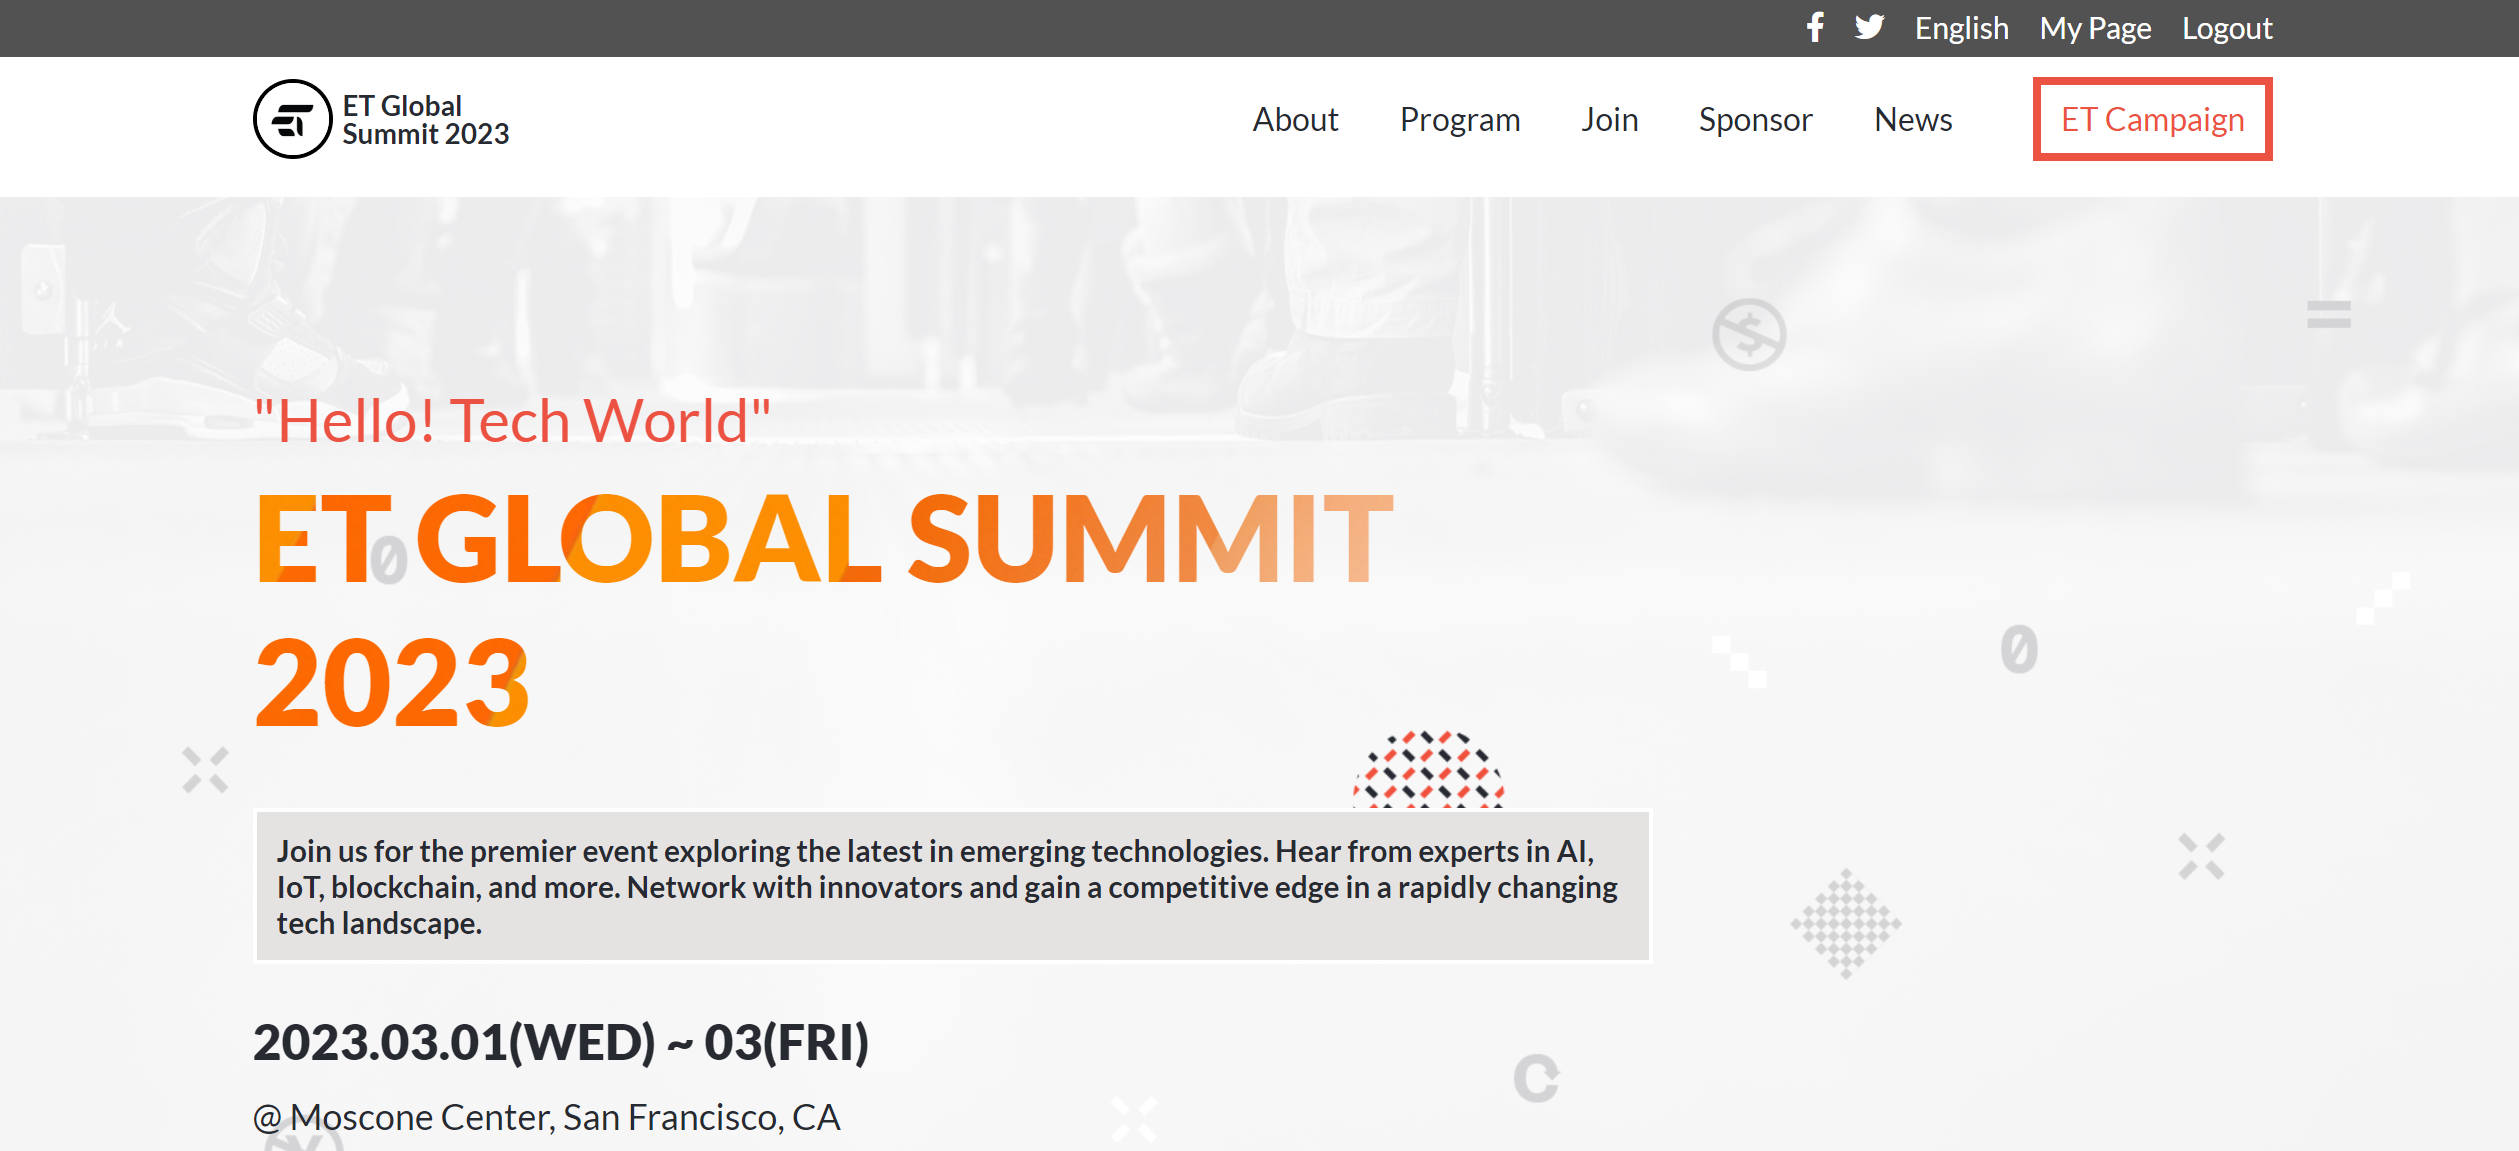 English My Page Logout
ET Global
Summit 2023
About Program Join Sponsor News ET Campaign
"Hello! Tech World"
ET GLOBAL SUMMIT
2023
Join us for the premier event exploring the latest in emerging technologies. Hear from experts in AI,
IoT, blockchain, and more. Network with innovators and gain a competitive edge in a rapidly changing
tech landscape.
2023.03.01(WED) ~ 03(FRI)
@ Moscone Center, San Francisco, CA